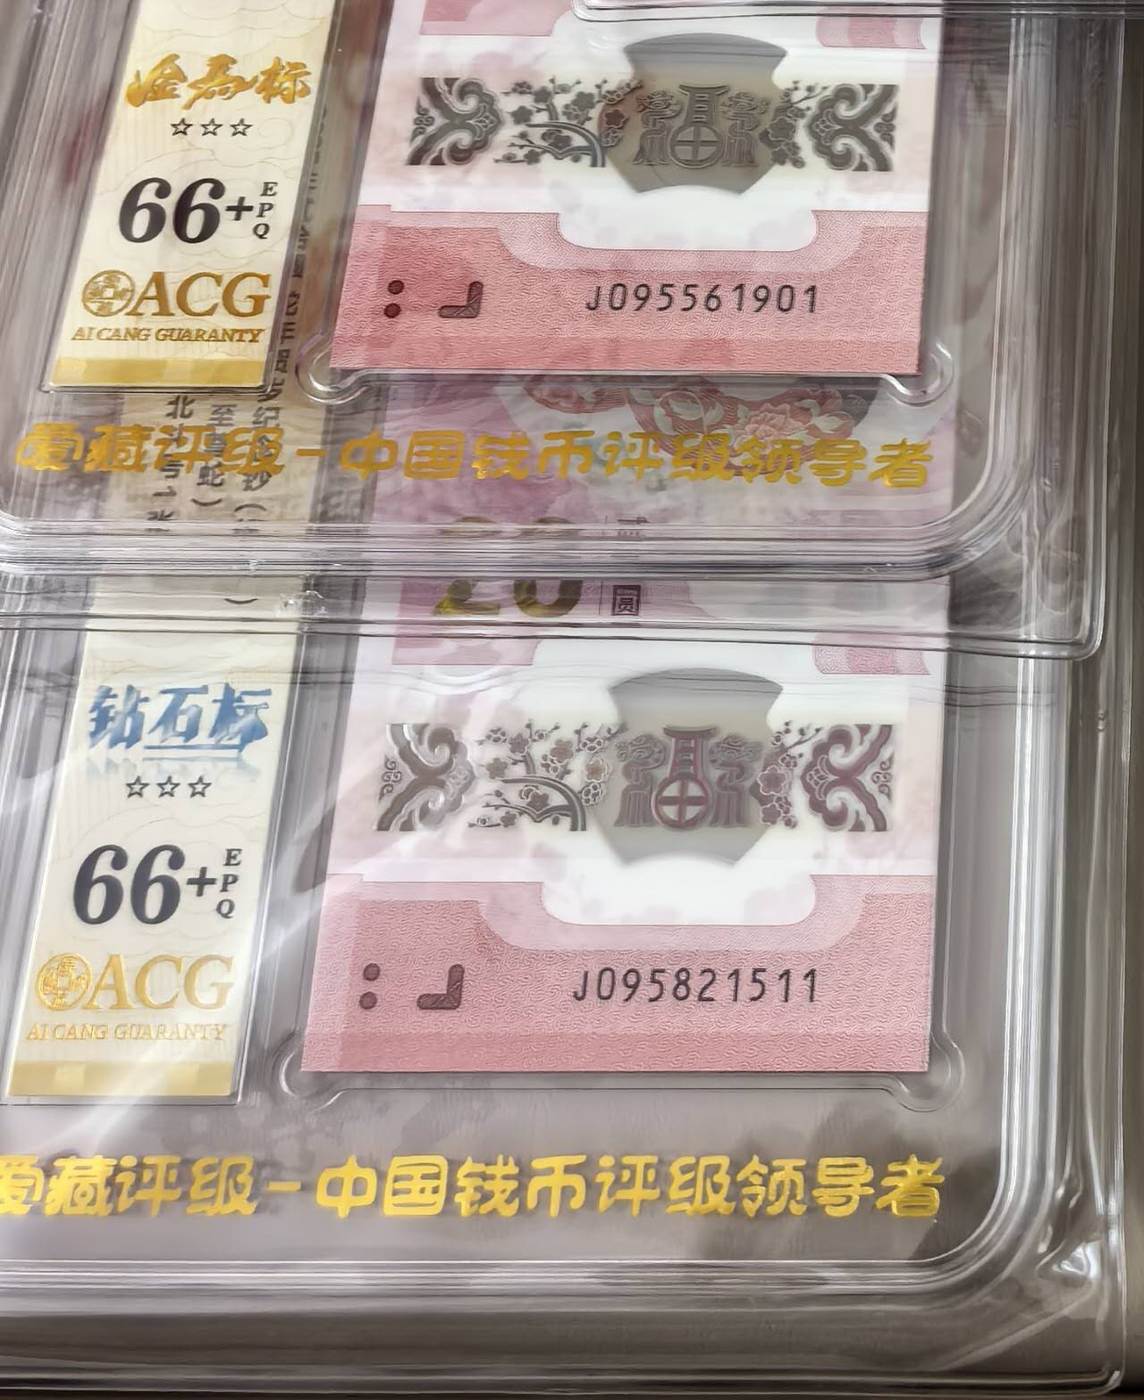 金马标
☆☆☆
66+EPQ
ACG
AI CANG GUARANTY
J095561901
爱藏评级-中国钱币评级领导者
20
圆
钻石标
☆☆☆
66+EPQ
ACG
AI CANG GUARANTY
J095821511
爱藏评级-中国钱币评级领导者